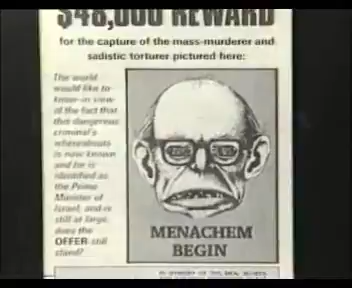 $48,000 REWARD
for the capture of the mass-murderer and
sadistic torturer pictured here:
The world
would like to
know—in view
of the fact that
this dangerous
criminal's
whereabouts
is now known
and he is
identified as
the Prime
Minister of
Israel, and is
still at large,
does the
OFFER still
stand?
MENACHEM
BEGIN